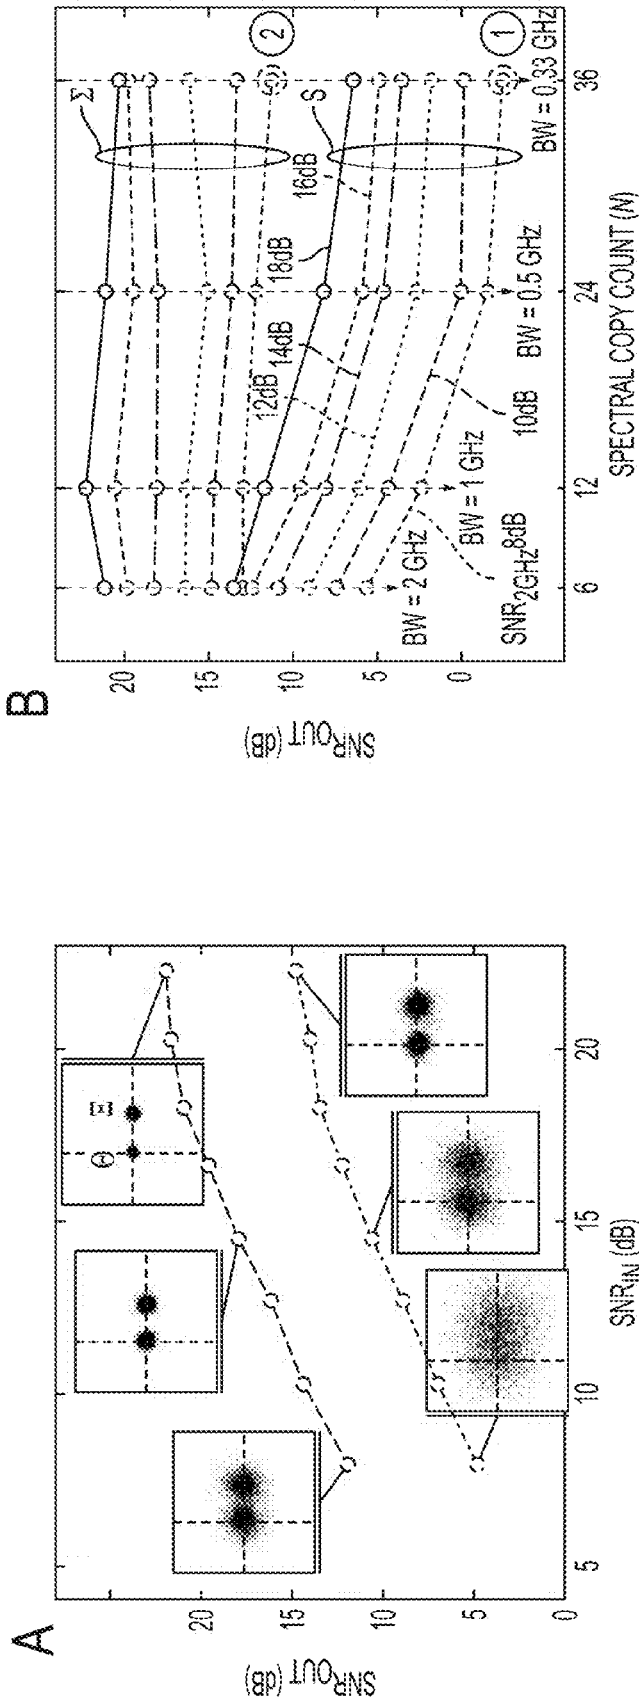 A
SNR_OUT (dB)
20
15
10
5
0
5
10
15
20
SNR_IN (dB)
Θ
Ξ
B
SNR_OUT (dB)
20
15
10
5
0
6
12
24
36
SPECTRAL COPY COUNT (N)
Σ
S
2
1
18dB
16dB
14dB
12dB
10dB
SNR_2GHz 8dB
BW = 2 GHz
BW = 1 GHz
BW = 0.5 GHz
BW = 0.33 GHz